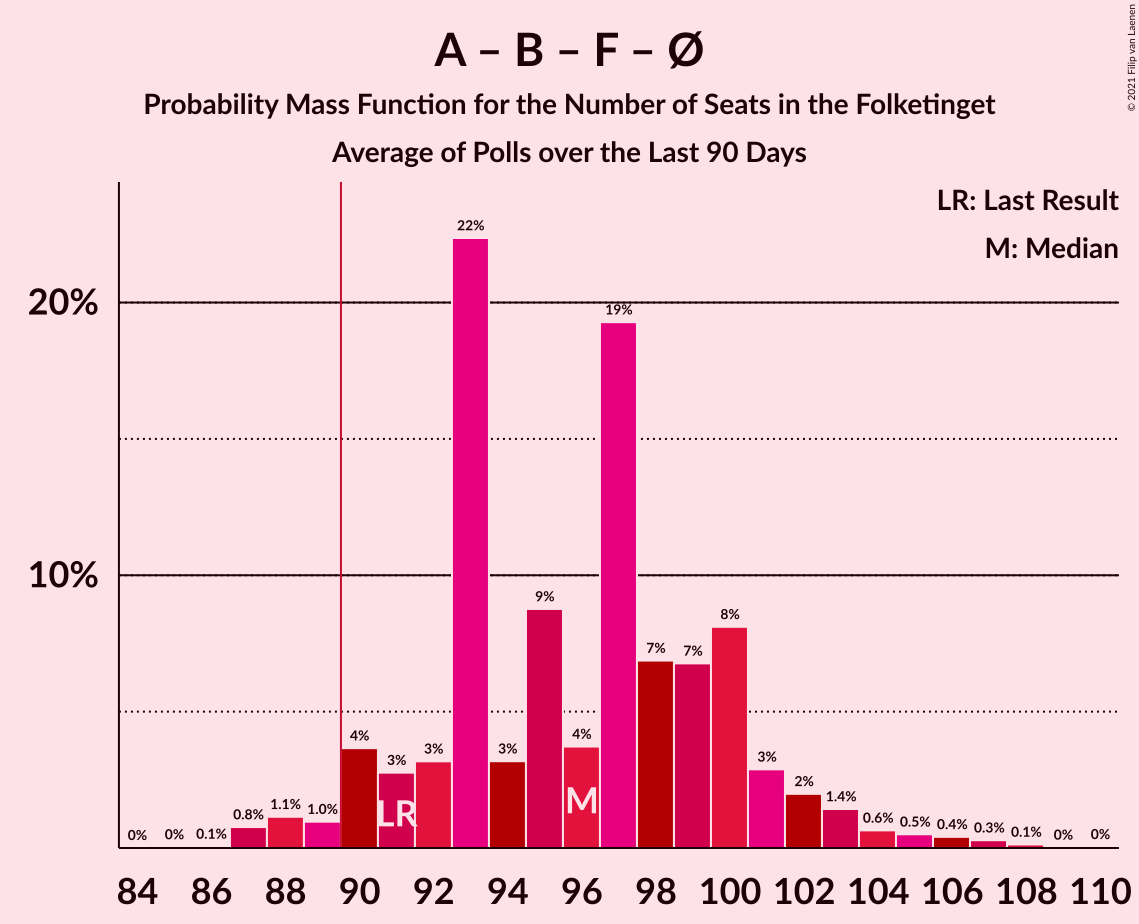 A – B – F – Ø
Probability Mass Function for the Number of Seats in the Folketinget
Average of Polls over the Last 90 Days
© 2021 Filip van Laenen
LR: Last Result
M: Median
20%
10%
0% 0% 0.1% 0.8% 1.1% 1.0% 4% 3% 3% 22% 3% 9% 4% 19% 7% 7% 8% 3% 2% 1.4% 0.6% 0.5% 0.4% 0.3% 0.1% 0% 0%
LR M
84 86 88 90 92 94 96 98 100 102 104 106 108 110